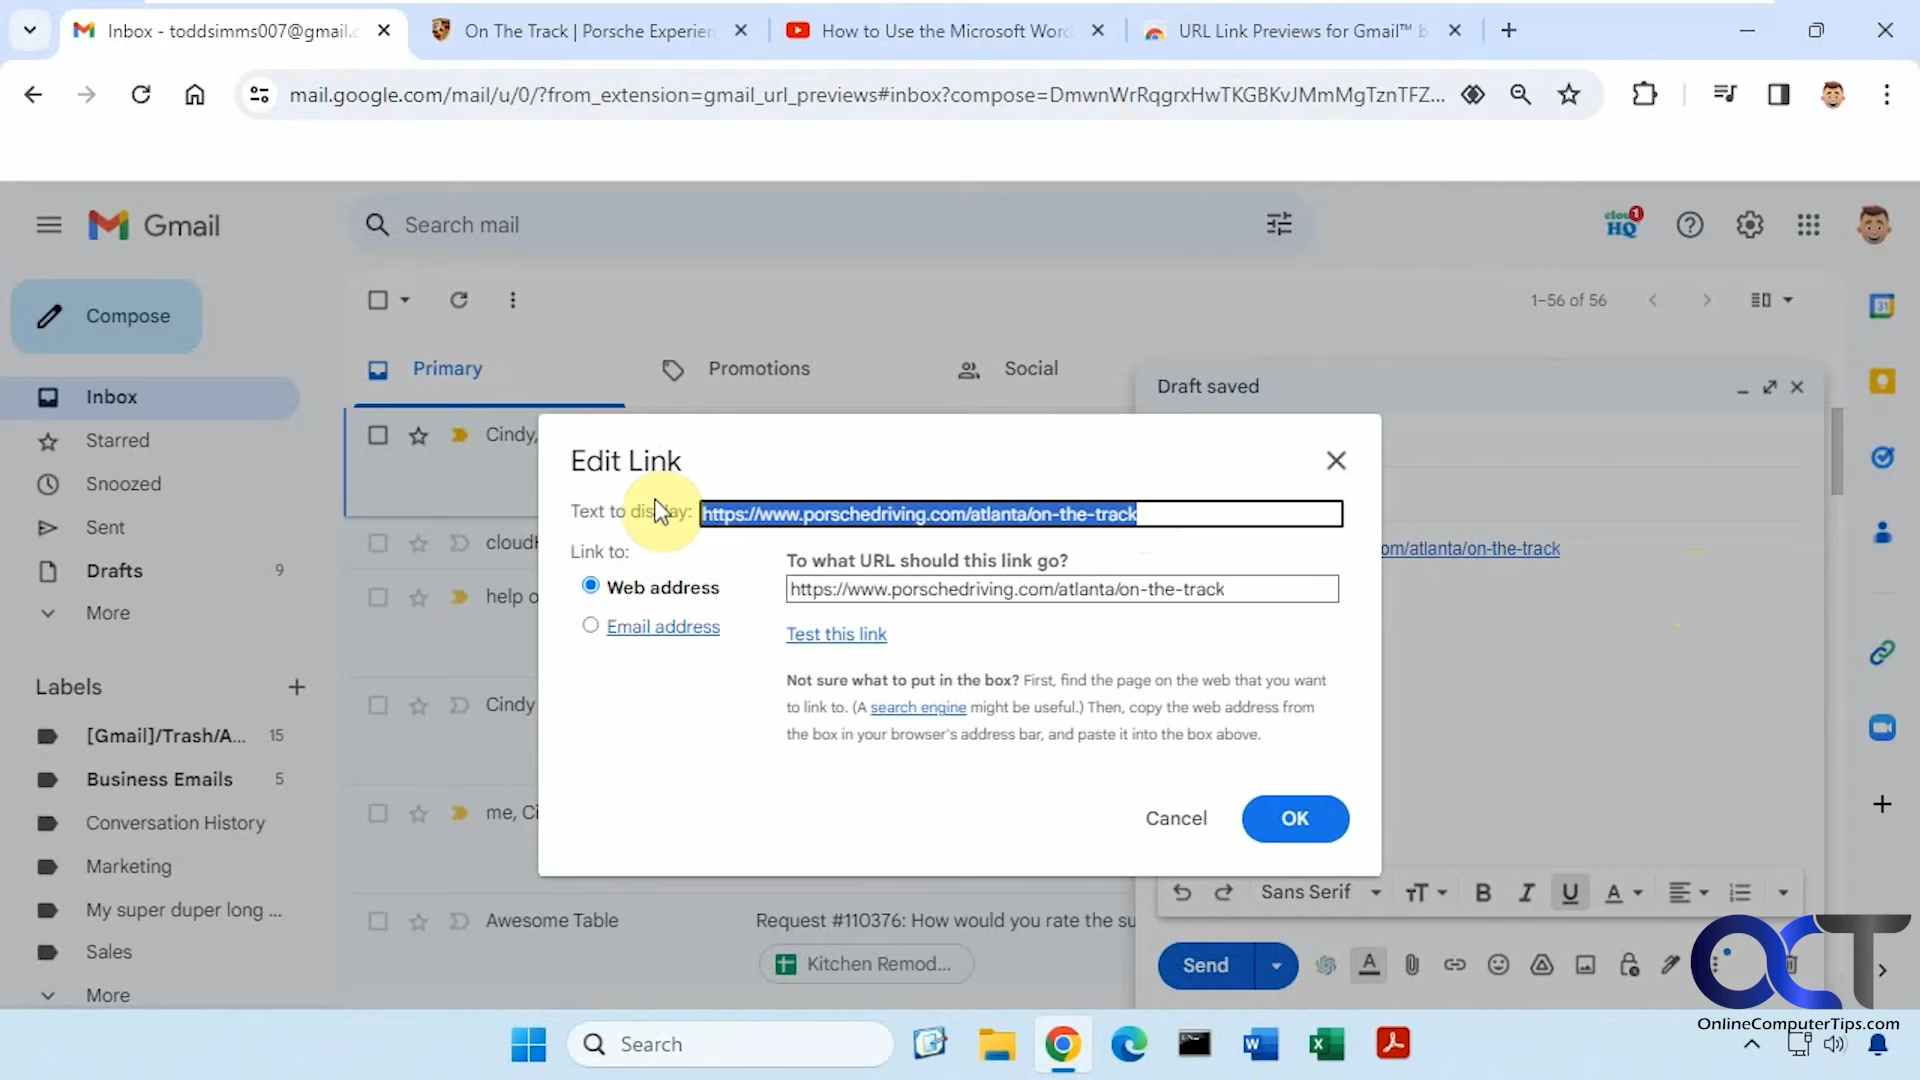 Inbox - toddsimms007@gmail.c
On The Track | Porsche Experien
How to Use the Microsoft Word
URL Link Previews for Gmail™ b
mail.google.com/mail/u/0/?from_extension=gmail_url_previews#inbox?compose=DmwnWrRqgrxHwTKGBKvJMmMgTznTFZ...
Gmail
Search mail
cloud HQ 1
Compose
1–56 of 56
Primary
Promotions
Social
Draft saved
Inbox
Starred
Snoozed
Sent
Drafts 9
More
Labels
[Gmail]/Trash/A... 15
Business Emails 5
Conversation History
Marketing
My super duper long ...
Sales
More
Cindy,
help o
Cindy
me, Ci
Awesome Table
Request #110376: How would you rate the su
Kitchen Remod...
Edit Link
Text to display: https://www.porschedriving.com/atlanta/on-the-track
Link to:
To what URL should this link go?
Web address
https://www.porschedriving.com/atlanta/on-the-track
Email address
Test this link
Not sure what to put in the box? First, find the page on the web that you want
to link to. (A search engine might be useful.) Then, copy the web address from
the box in your browser's address bar, and paste it into the box above.
Cancel
OK
om/atlanta/on-the-track
31
Sans Serif
B I U A
Send
A
OCT
OnlineComputerTips.com
Search